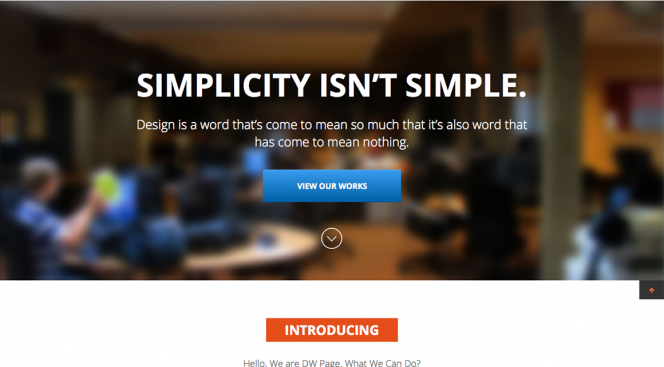 SIMPLICITY ISN'T SIMPLE.
Design is a word that's come to mean so much that it's also word that
has come to mean nothing.
VIEW OUR WORKS
INTRODUCING
Hello. We are DW Page. What We Can Do?